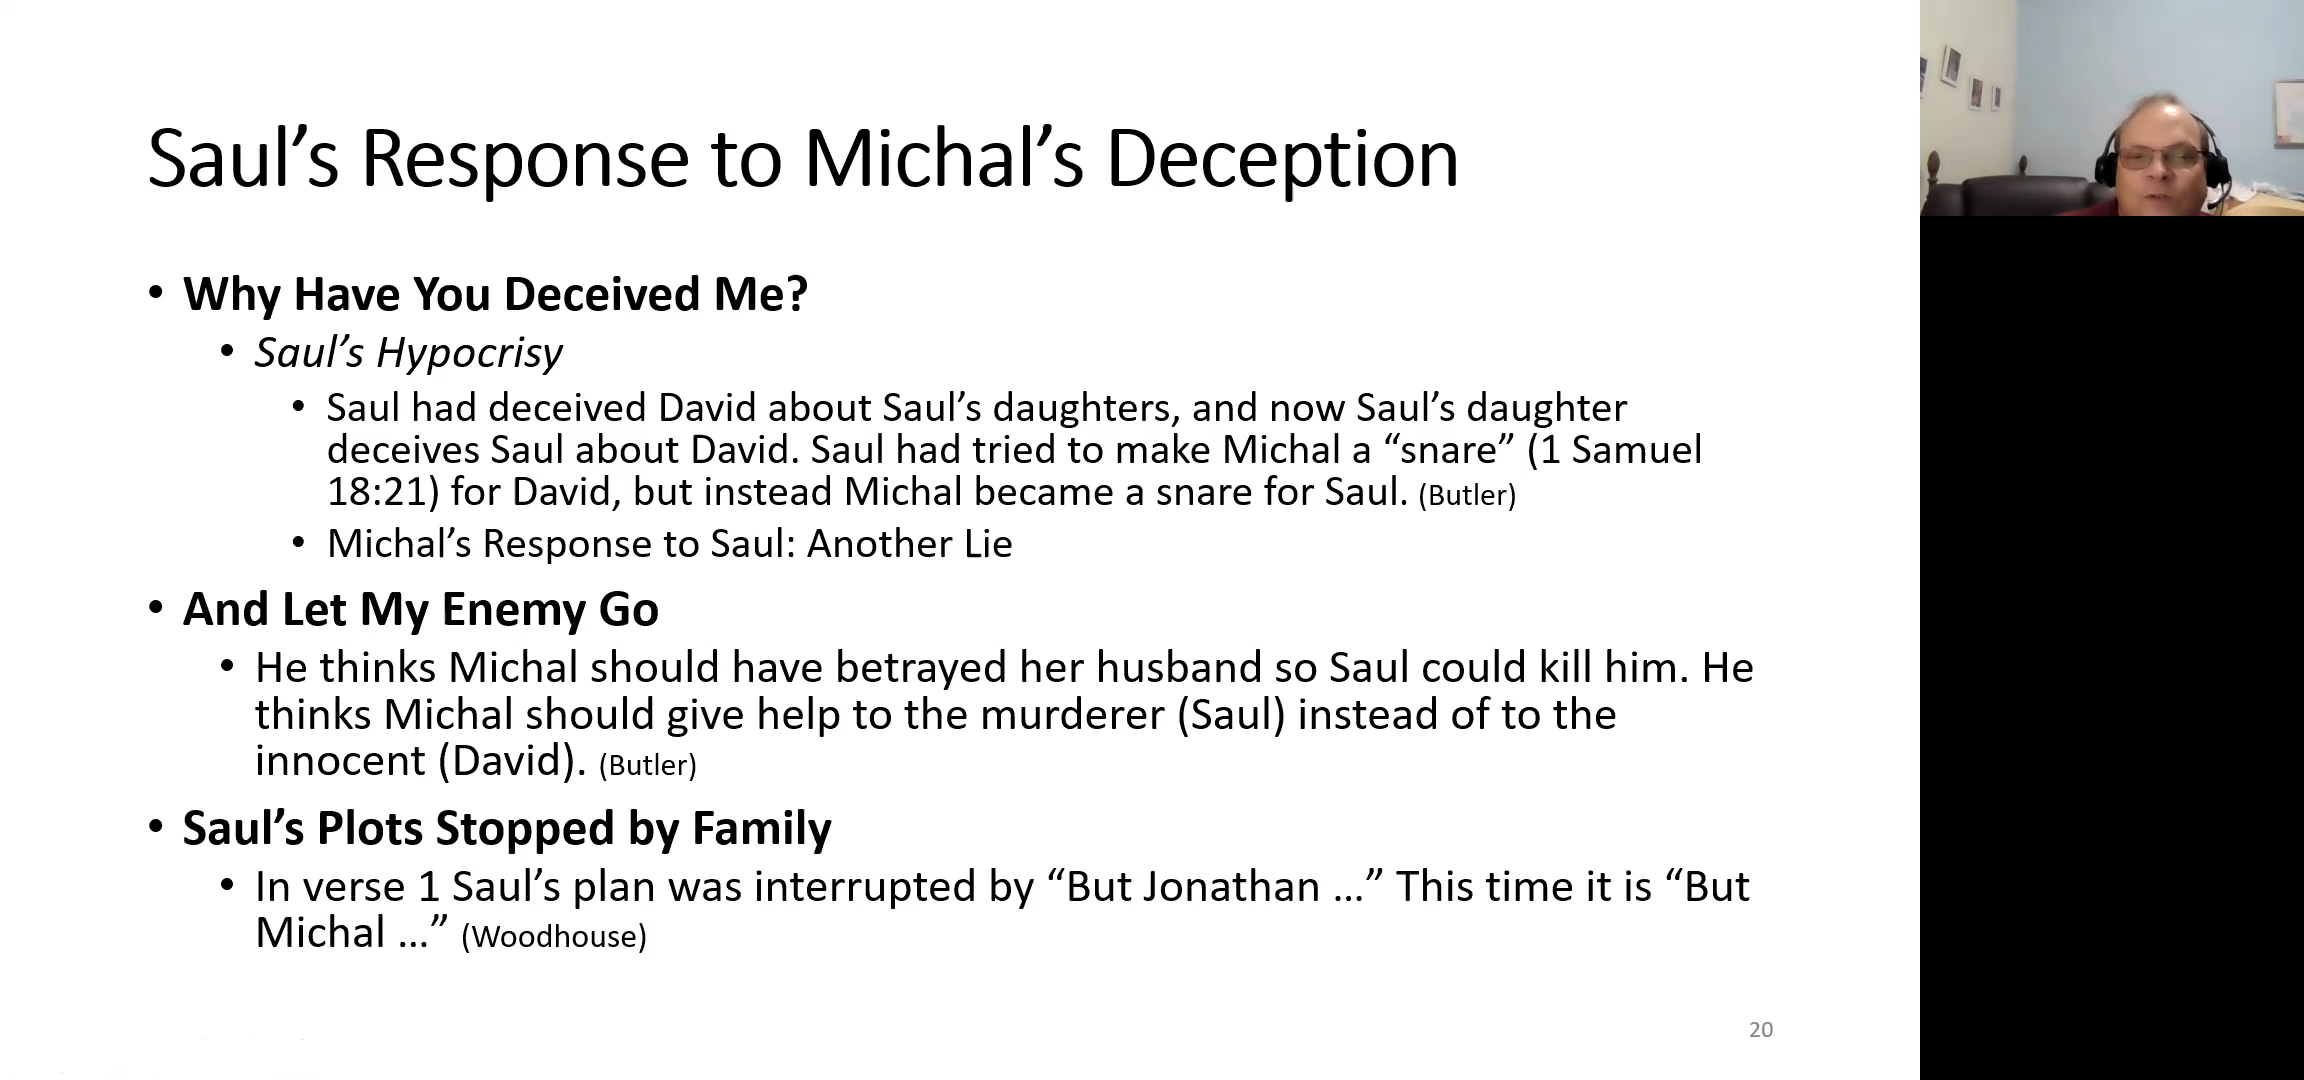 Saul’s Response to Michal’s Deception
• Why Have You Deceived Me?
• Saul’s Hypocrisy
• Saul had deceived David about Saul’s daughters, and now Saul’s daughter
deceives Saul about David. Saul had tried to make Michal a “snare” (1 Samuel
18:21) for David, but instead Michal became a snare for Saul. (Butler)
• Michal’s Response to Saul: Another Lie
• And Let My Enemy Go
• He thinks Michal should have betrayed her husband so Saul could kill him. He
thinks Michal should give help to the murderer (Saul) instead of to the
innocent (David). (Butler)
• Saul’s Plots Stopped by Family
• In verse 1 Saul’s plan was interrupted by “But Jonathan …” This time it is “But
Michal …” (Woodhouse)
20